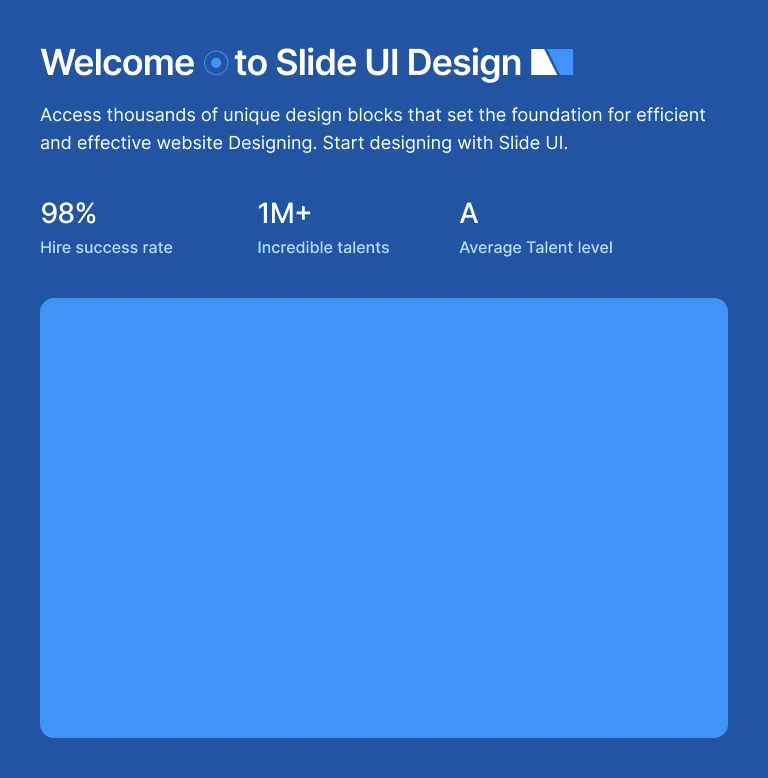 Welcome to Slide UI Design
Access thousands of unique design blocks that set the foundation for efficient
and effective website Designing. Start designing with Slide UI.
98%
Hire success rate
1M+
Incredible talents
A
Average Talent level